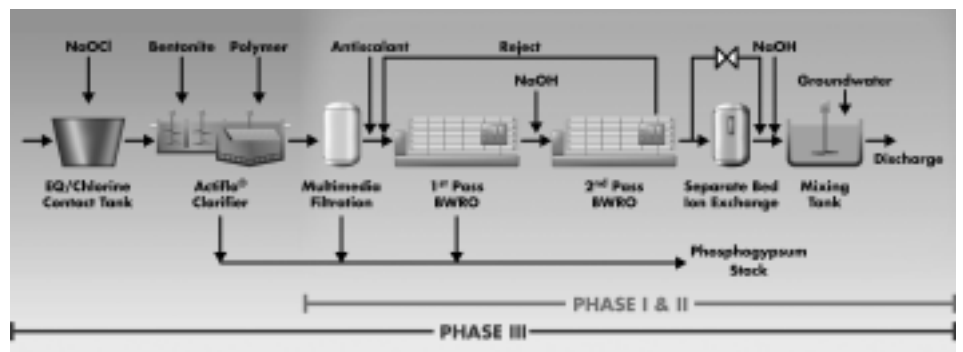 NaOCl
Bentonite
Polymer
Antiscalant
Reject
NaOH
NaOH
Groundwater
Discharge
EQ/Chlorine
Contact Tank
Actiflo®
Clarifier
Multimedia
Filtration
1st Pass
BWRO
2nd Pass
BWRO
Separate Bed
Ion Exchange
Mixing
Tank
Phosphogypsum
Stack
PHASE I & II
PHASE III